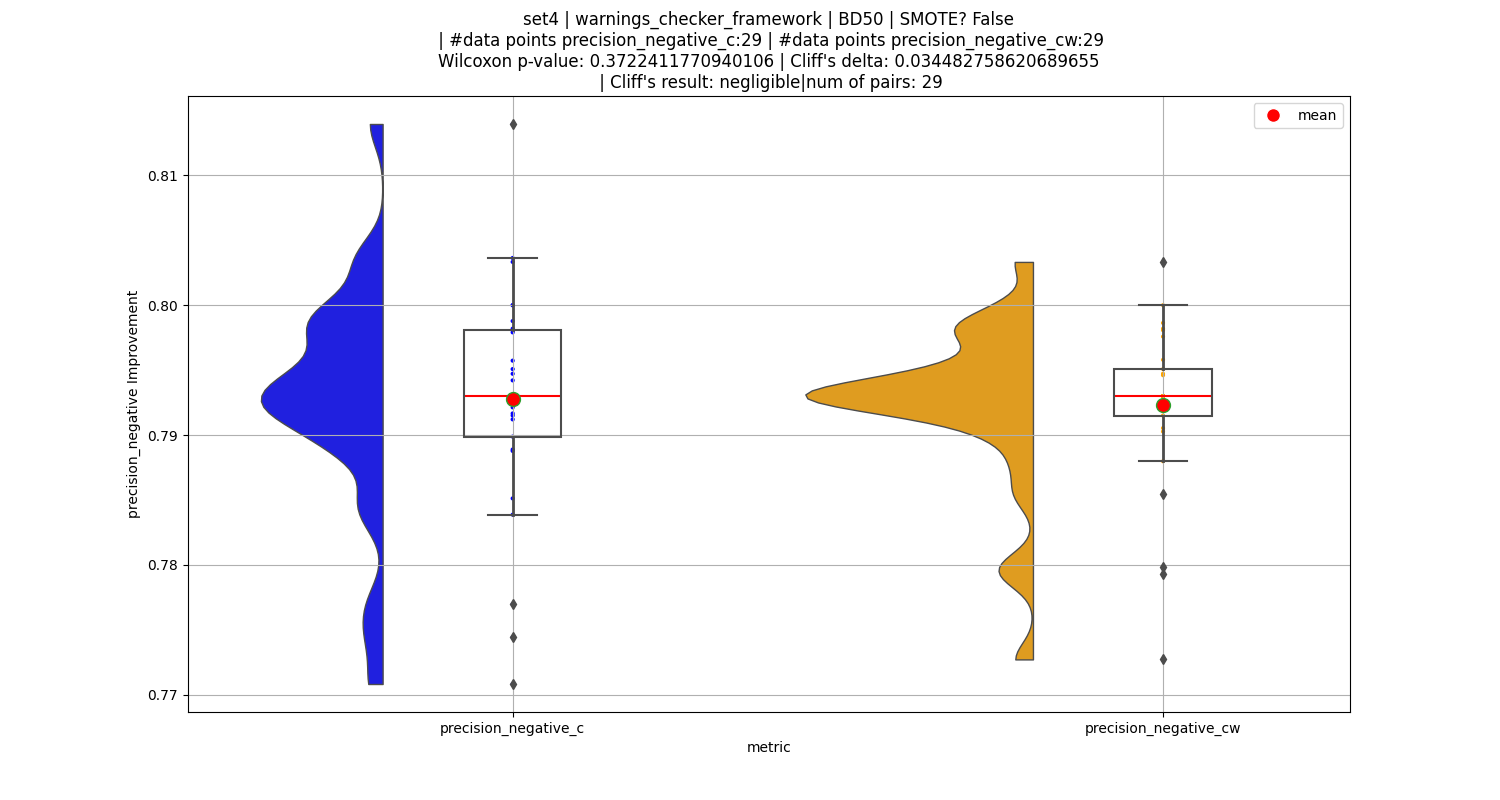 set4 | warnings_checker_framework | BD50 | SMOTE? False
| #data points precision_negative_c:29 | #data points precision_negative_cw:29
Wilcoxon p-value: 0.3722411770940106 | Cliff's delta: 0.034482758620689655
| Cliff's result: negligible|num of pairs: 29
mean
0.81
0.80
0.79
0.78
0.77
precision_negative Improvement
precision_negative_c
precision_negative_cw
metric